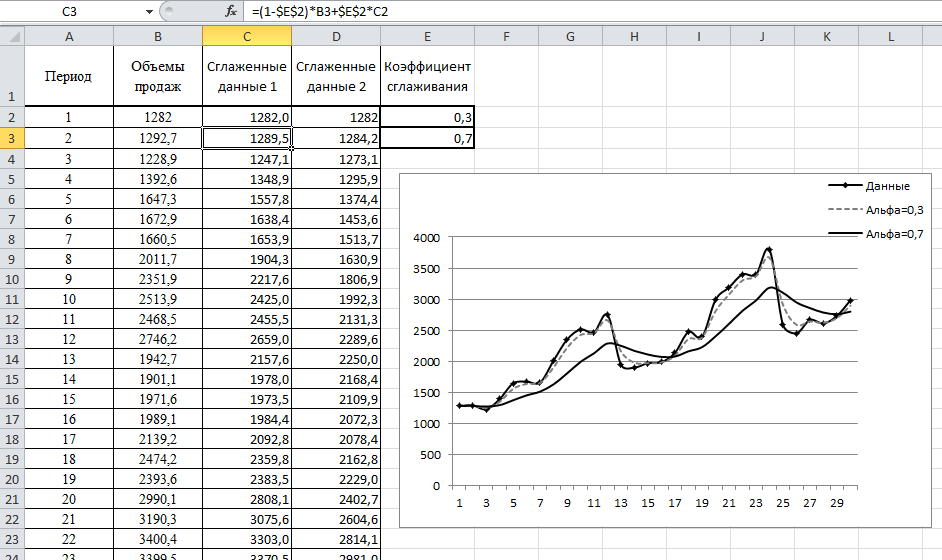 C3 fx =(1-$E$2)*B3+$E$2*C2
A B C D E F G H I J K L
1 Период Объемы продаж Сглаженные данные 1 Сглаженные данные 2 Коэффициент сглаживания
2 1 1282 1282,0 1282 0,3
3 2 1292,7 1289,5 1284,2 0,7
4 3 1228,9 1247,1 1273,1
5 4 1392,6 1348,9 1295,9
6 5 1647,3 1557,8 1374,4
7 6 1672,9 1638,4 1453,6
8 7 1660,5 1653,9 1513,7
9 8 2011,7 1904,3 1630,9
10 9 2351,9 2217,6 1806,9
11 10 2513,9 2425,0 1992,3
12 11 2468,5 2455,5 2131,3
13 12 2746,2 2659,0 2289,6
14 13 1942,7 2157,6 2250,0
15 14 1901,1 1978,0 2168,4
16 15 1971,6 1973,5 2109,9
17 16 1989,1 1984,4 2072,3
18 17 2139,2 2092,8 2078,4
19 18 2474,2 2359,8 2162,8
20 19 2393,6 2383,5 2229,0
21 20 2990,1 2808,1 2402,7
22 21 3190,3 3075,6 2604,6
23 22 3400,4 3303,0 2814,1
24 23 3399,5 3370,5 2981,0
Данные
Альфа=0,3
Альфа=0,7
4000
3500
3000
2500
2000
1500
1000
500
0
1 3 5 7 9 11 13 15 17 19 21 23 25 27 29